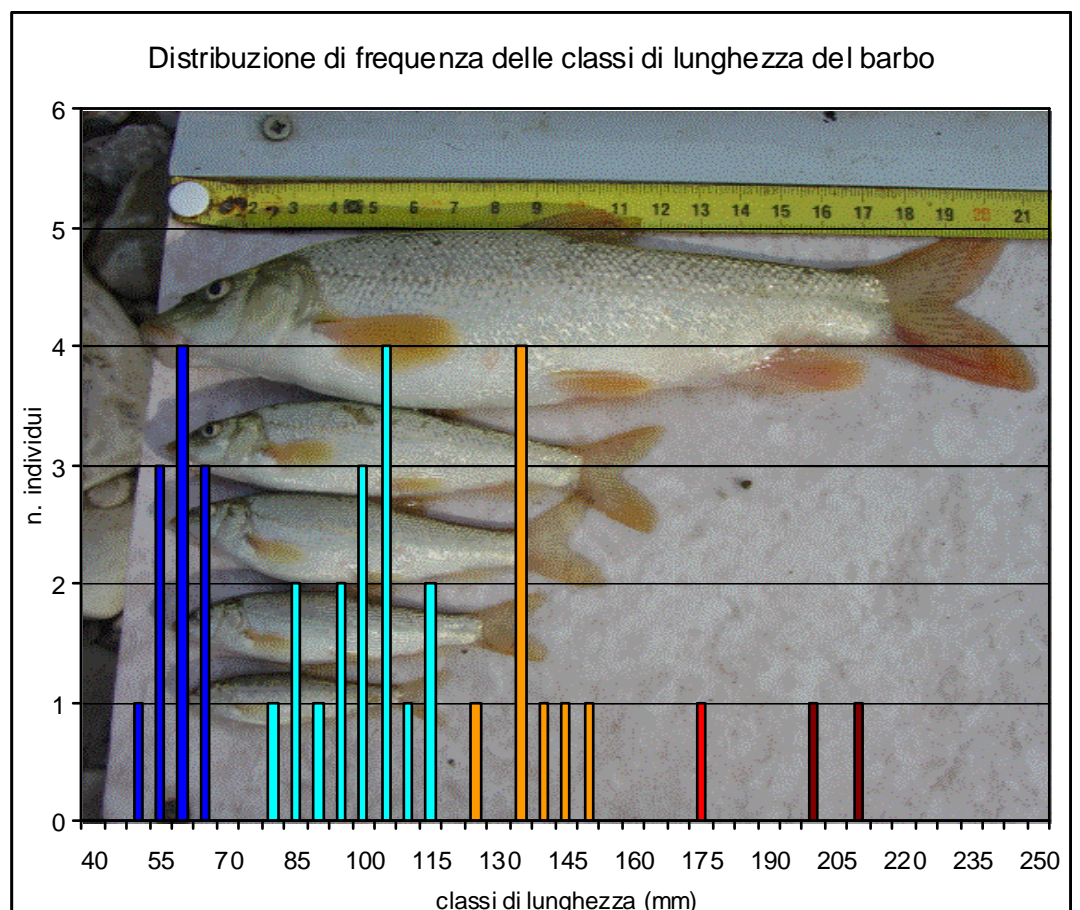 Distribuzione di frequenza delle classi di lunghezza del barbo
6
5
4
3
2
1
0
n. individui
2 3 4 5 6 7 8 9 11 12 13 14 15 16 17 18 19 20 21
40 55 70 85 100 115 130 145 160 175 190 205 220 235 250
classi di lunghezza (mm)